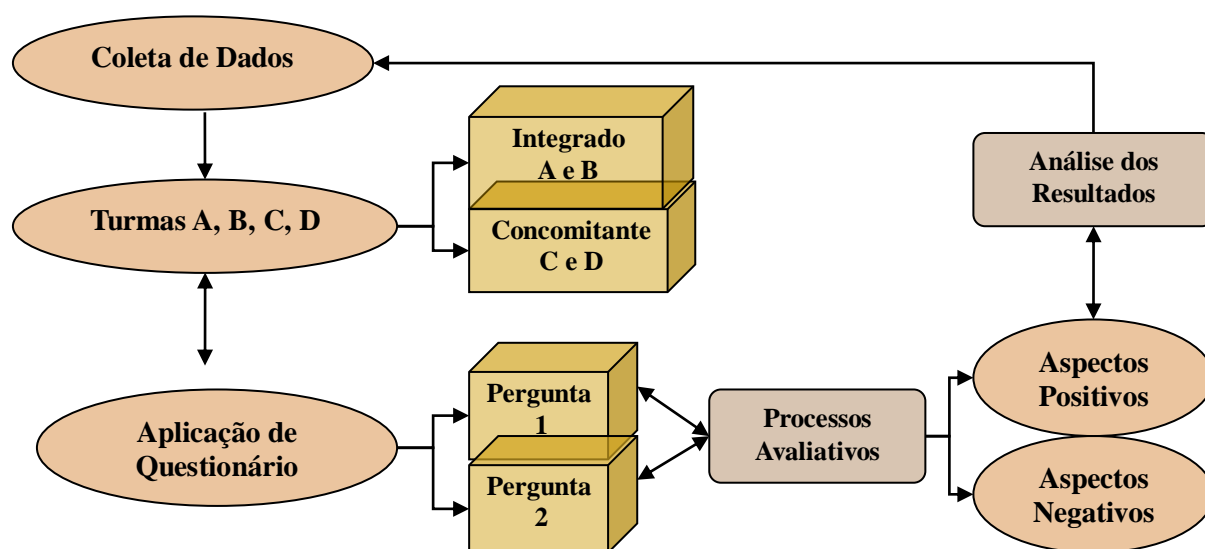 Coleta de Dados
Integrado
A e B
Análise dos
Resultados
Turmas A, B, C, D
Concomitante
C e D
Aspectos
Positivos
Pergunta
1
Processos
Avaliativos
Aplicação de
Questionário
Pergunta
2
Aspectos
Negativos